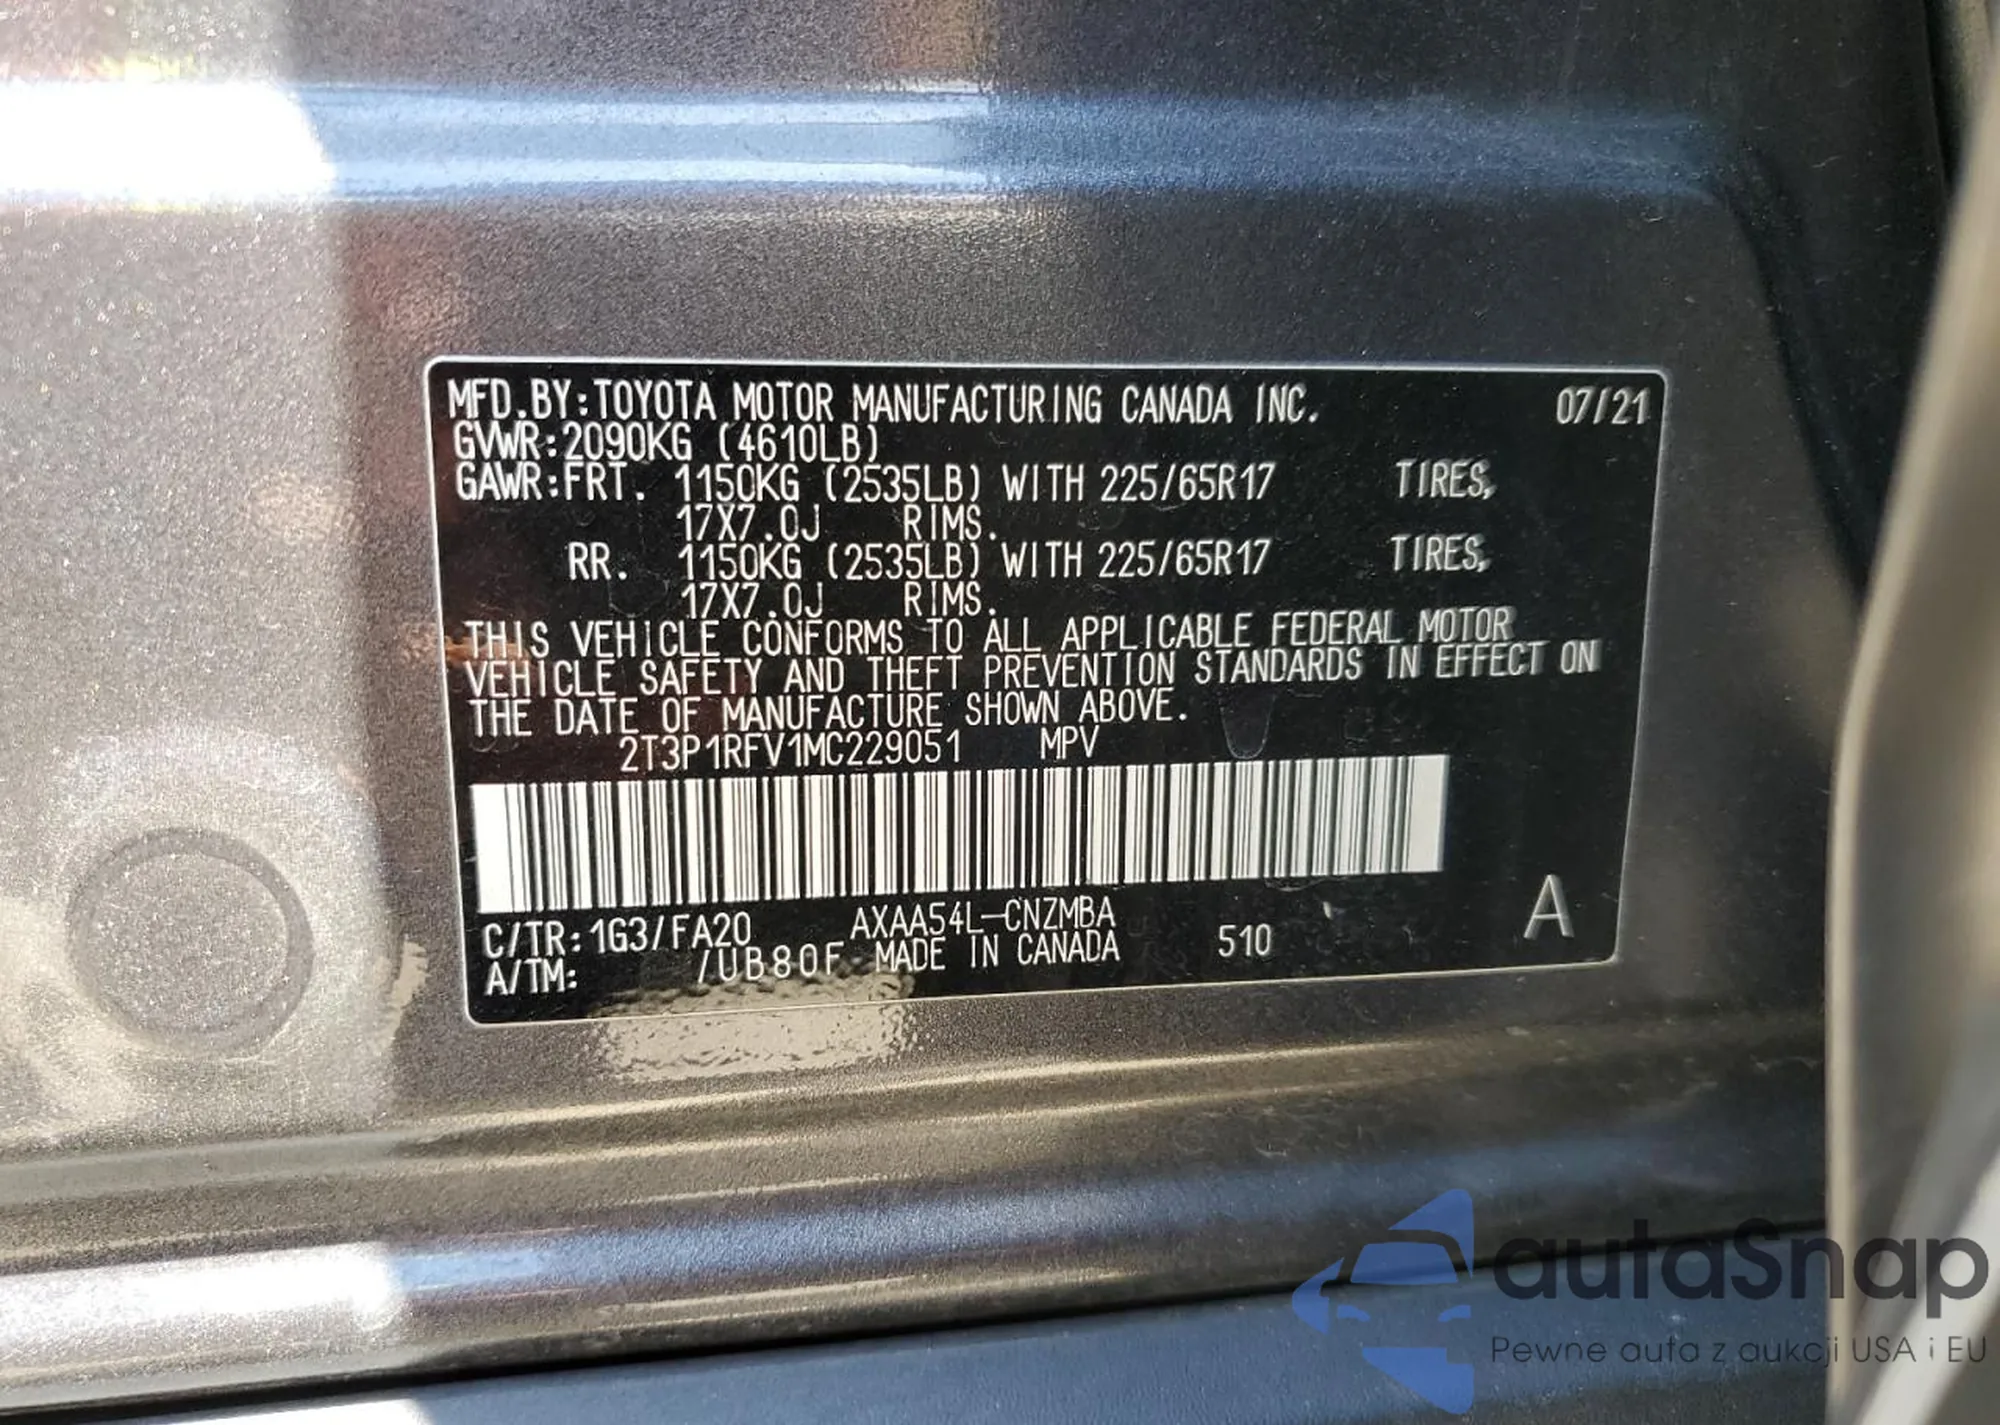 MFD.BY:TOYOTA MOTOR MANUFACTURING CANADA INC. 07/21
GVWR:2090KG (4610LB)
GAWR:FRT. 1150KG (2535LB) WITH 225/65R17 TIRES,
17X7.0J RIMS.
RR. 1150KG (2535LB) WITH 225/65R17 TIRES,
17X7.0J RIMS.
THIS VEHICLE CONFORMS TO ALL APPLICABLE FEDERAL MOTOR
VEHICLE SAFETY AND THEFT PREVENTION STANDARDS IN EFFECT ON
THE DATE OF MANUFACTURE SHOWN ABOVE.
2T3P1RFV1MC229051 MPV
C/TR:1G3/FA20 AXAA54L-CNZMBA
A/TM: /UB80F MADE IN CANADA 510 A
autaSnap
Pewne auta z aukcji USA i EU